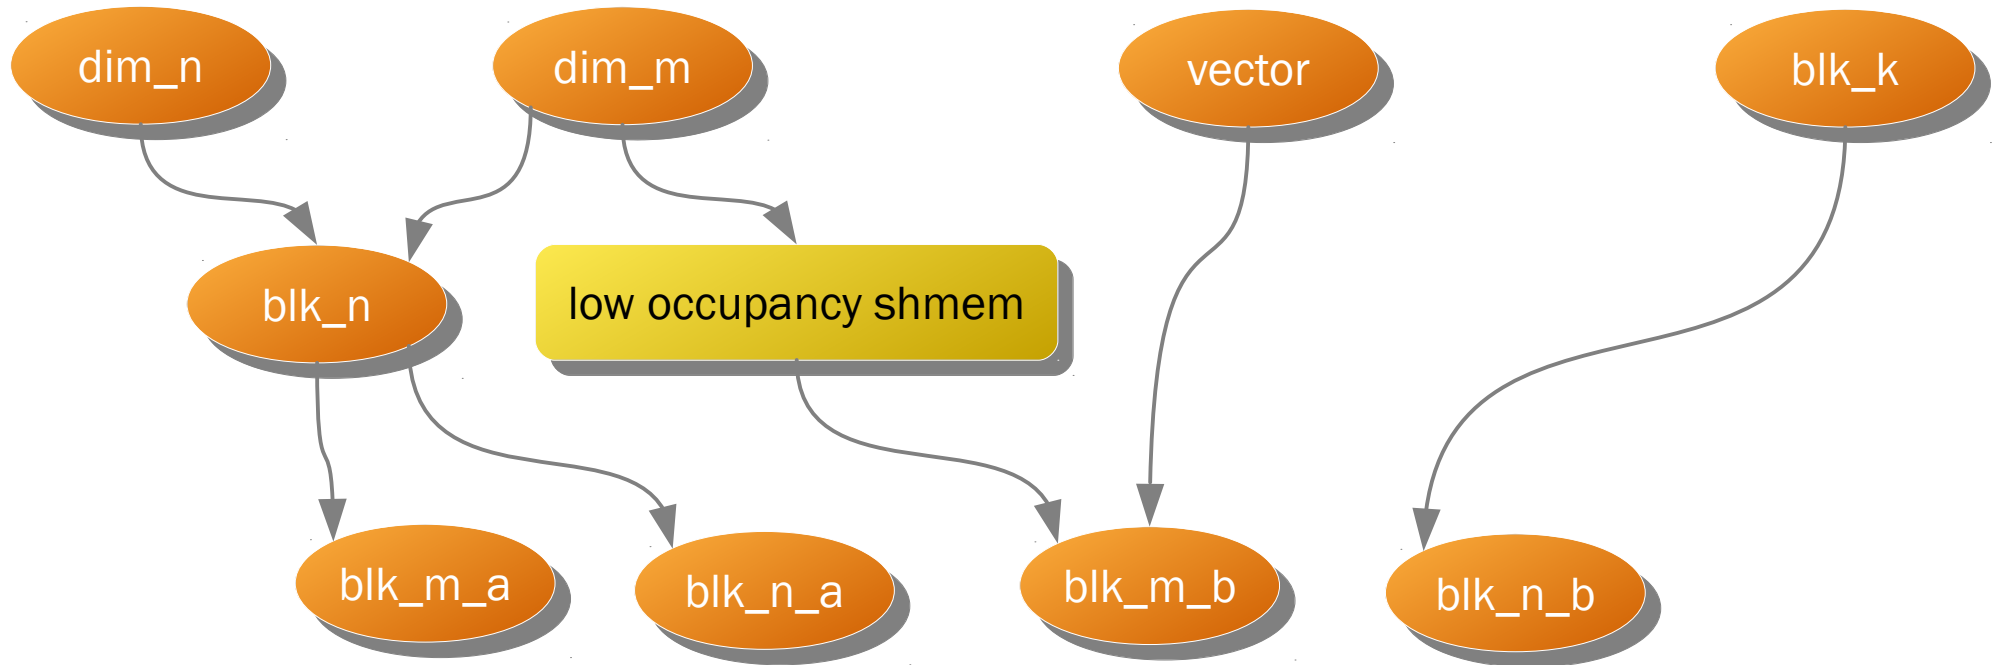 dim_n
dim_m
vector
blk_k
blk_n
low occupancy shmem
blk_m_a
blk_n_a
blk_m_b
blk_n_b